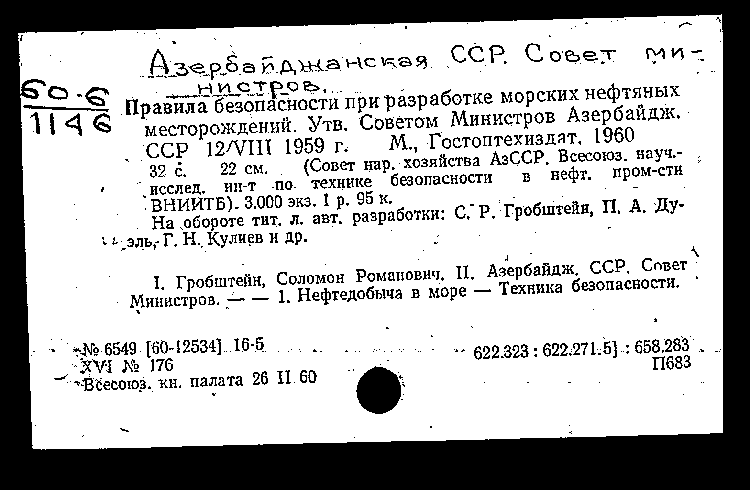 Азербайджанская ССР. Совет ми-
нистров.
60-6
1146
Правила безопасности при разработке морских нефтяных
месторождений. Утв. Советом Министров Азербайдж.
ССР 12/VIII 1959 г. М., Гостоптехиздат, 1960
32 с. 22 см. (Совет нар. хозяйства АзССР. Всесоюз. науч.-
исслед. ин-т по технике безопасности в нефт. пром-сти
ВНИИТБ). 3.000 экз. 1 р. 95 к.
На обороте тит. л. авт. разработки: С. Р. Гробштейн, П. А. Ду-
эль, Г. Н. Кулиев и др.
I. Гробштейн, Соломон Романович. II. Азербайдж. ССР. Совет
Министров. — — 1. Нефтедобыча в море — Техника безопасности.
№ 6549 [60-12534] 16-5
622.323 : 622.271.5] : 658.283
XVI № 176
П683
Всесоюз. кн. палата 26 II 60